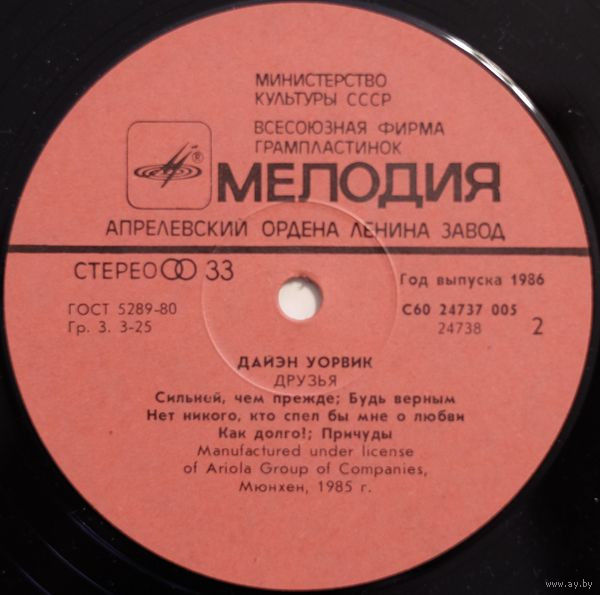 МИНИСТЕРСТВО
КУЛЬТУРЫ СССР
ВСЕСОЮЗНАЯ ФИРМА
ГРАМПЛАСТИНОК
®
МЕЛОДИЯ
АПРЕЛЕВСКИЙ ОРДЕНА ЛЕНИНА ЗАВОД
СТЕРЕО 33
Год выпуска 1986
ГОСТ 5289-80
Гр. 3. 3-25
С60 24737 005
24738 2
ДАЙЭН УОРВИК
ДРУЗЬЯ
Сильней, чем прежде; Будь верным
Нет никого, кто спел бы мне о любви
Как долго!; Причуды
Manufactured under license
of Ariola Group of Companies,
Мюнхен, 1985 г.
www.ay.by